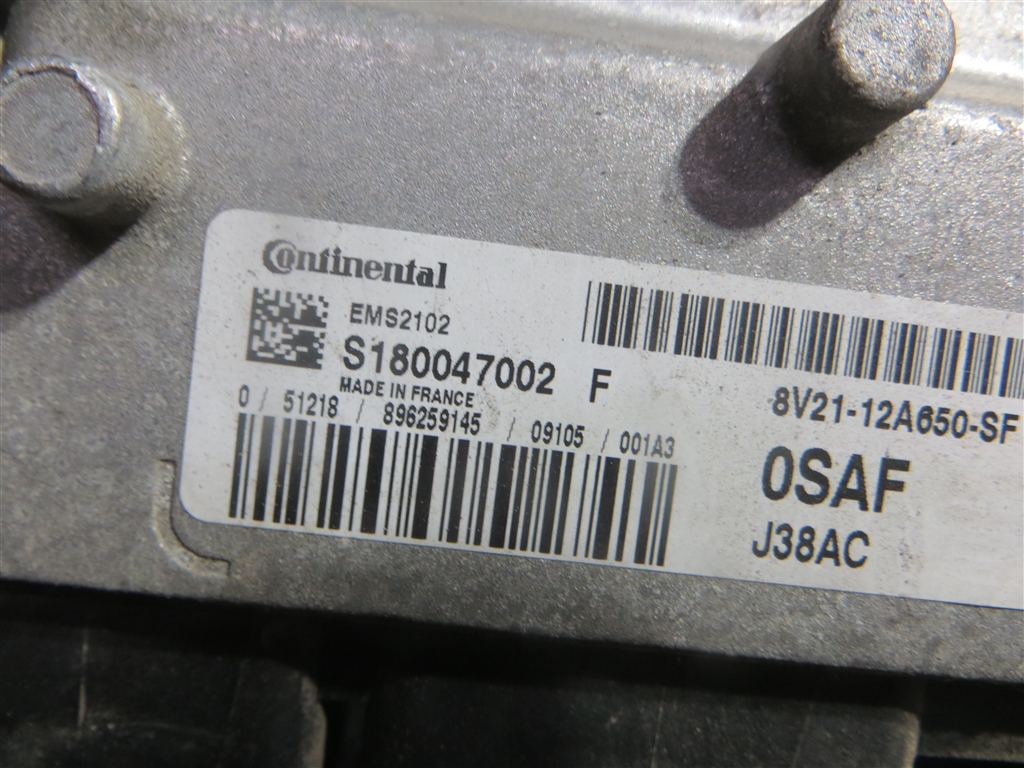 Continental
EMS2102
S180047002 F
MADE IN FRANCE
0 / 51218 / 896259145 / 09105 / 001A3
8V21-12A650-SF
0SAF
J38AC